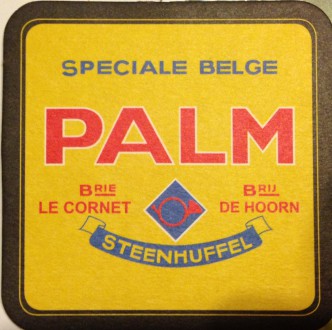 SPECIALE BELGE
PALM
BRIE BRIJ
LE CORNET DE HOORN
STEENHUFFEL